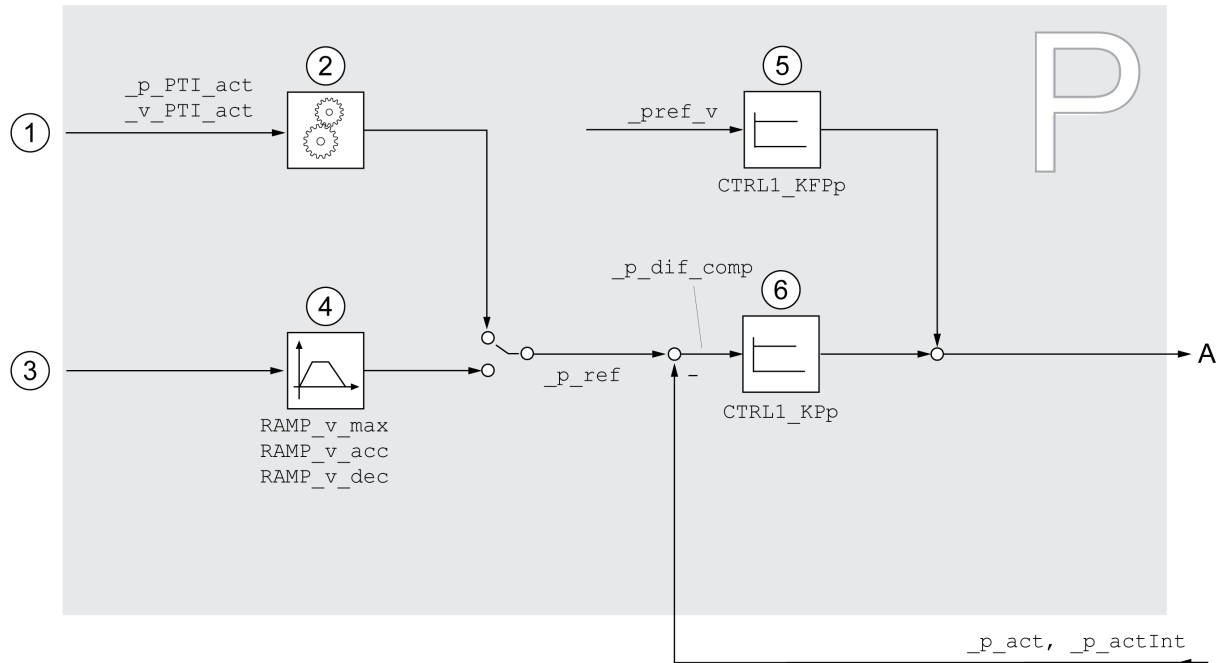 P
2
5
_p_PTI_act
_v_PTI_act
_pref_v
1
CTRL1_KFPp
_p_dif_comp
4
6
3
_p_ref
-
A
CTRL1_KPp
RAMP_v_max
RAMP_v_acc
RAMP_v_dec
_p_act, _p_actInt